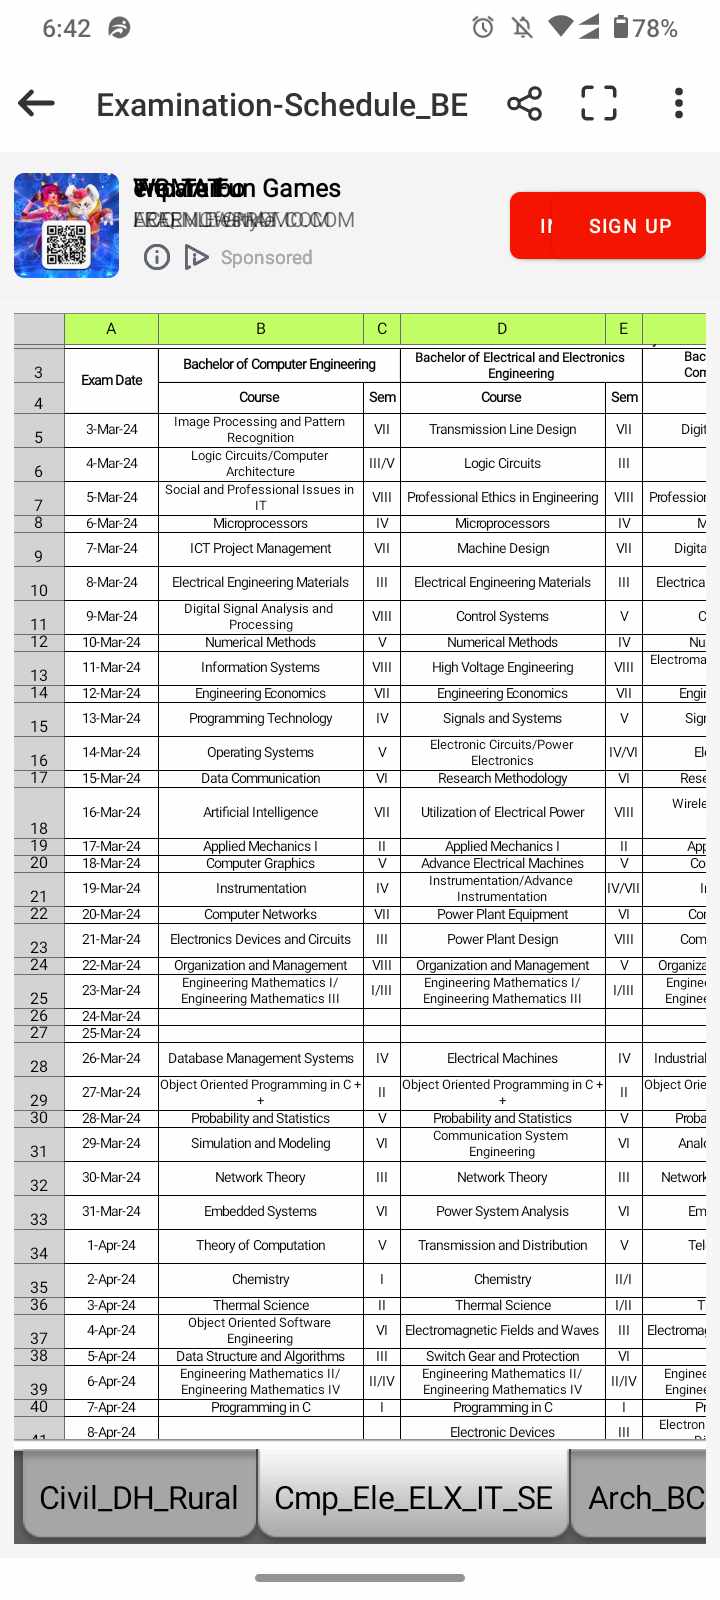 6:42 78%
Examination-Schedule_BE
Fun Games
Sponsored
SIGN UP
A B C D E
3 Exam Date Bachelor of Computer Engineering Bachelor of Electrical and Electronics
Engineering
4 Course Sem Course Sem
5 3-Mar-24 Image Processing and Pattern
Recognition VII Transmission Line Design VII Digit
6 4-Mar-24 Logic Circuits/Computer
Architecture III/V Logic Circuits III
7 5-Mar-24 Social and Professional Issues in
IT VIII Professional Ethics in Engineering VIII Profession
8 6-Mar-24 Microprocessors IV Microprocessors IV M
9 7-Mar-24 ICT Project Management VII Machine Design VII Digita
10 8-Mar-24 Electrical Engineering Materials III Electrical Engineering Materials III Electrica
11 9-Mar-24 Digital Signal Analysis and
Processing VIII Control Systems V C
12 10-Mar-24 Numerical Methods V Numerical Methods IV Nu
13 11-Mar-24 Information Systems VIII High Voltage Engineering VIII Electroma
14 12-Mar-24 Engineering Economics VII Engineering Economics VII Engi
15 13-Mar-24 Programming Technology IV Signals and Systems V Sig
16 14-Mar-24 Operating Systems V Electronic Circuits/Power
Electronics IV/VI El
17 15-Mar-24 Data Communication VI Research Methodology VI Rese
18 16-Mar-24 Artificial Intelligence VII Utilization of Electrical Power VIII Wirele
19 17-Mar-24 Applied Mechanics I II Applied Mechanics I II App
20 18-Mar-24 Computer Graphics V Advance Electrical Machines V Co
21 19-Mar-24 Instrumentation IV Instrumentation/Advance
Instrumentation IV/VII I
22 20-Mar-24 Computer Networks VII Power Plant Equipment VI Cor
23 21-Mar-24 Electronics Devices and Circuits III Power Plant Design VIII Com
24 22-Mar-24 Organization and Management VIII Organization and Management V Organiza
25 23-Mar-24 Engineering Mathematics I/
Engineering Mathematics III I/III Engineering Mathematics I/
Engineering Mathematics III I/III Engine
Engine
26 24-Mar-24
27 25-Mar-24
28 26-Mar-24 Database Management Systems IV Electrical Machines IV Industrial
29 27-Mar-24 Object Oriented Programming in C +
+ II Object Oriented Programming in C +
+ II Object Orie
30 28-Mar-24 Probability and Statistics V Probability and Statistics V Proba
31 29-Mar-24 Simulation and Modeling VI Communication System
Engineering VI Analo
32 30-Mar-24 Network Theory III Network Theory III Network
33 31-Mar-24 Embedded Systems VI Power System Analysis VI Em
34 1-Apr-24 Theory of Computation V Transmission and Distribution V Tel
35 2-Apr-24 Chemistry I Chemistry II/I
36 3-Apr-24 Thermal Science II Thermal Science I/II T
37 4-Apr-24 Object Oriented Software
Engineering VI Electromagnetic Fields and Waves III Electromag
38 5-Apr-24 Data Structure and Algorithms III Switch Gear and Protection VI
39 6-Apr-24 Engineering Mathematics II/
Engineering Mathematics IV II/IV Engineering Mathematics II/
Engineering Mathematics IV II/IV Engine
Engine
40 7-Apr-24 Programming in C I Programming in C I Pr
41 8-Apr-24 Electronic Devices III Electron
Civil_DH_Rural Cmp_Ele_ELX_IT_SE Arch_BC